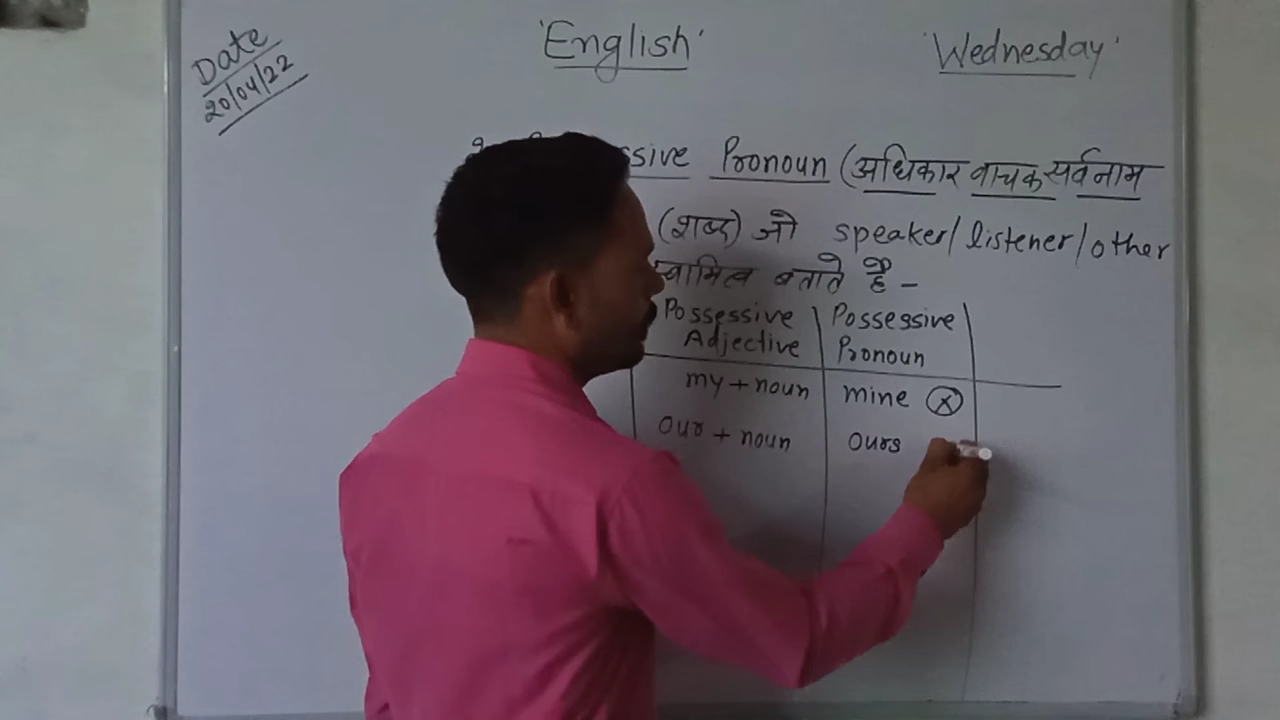 Date
20/04/22
'English'
'Wednesday'
ssive Pronoun (अधिकार वाचक सर्वनाम
(शब्द) जो speaker/listener/other
स्वामित्व बताते है -
Possessive Adjective
Possessive Pronoun
my + noun
mine (X)
our + noun
ours